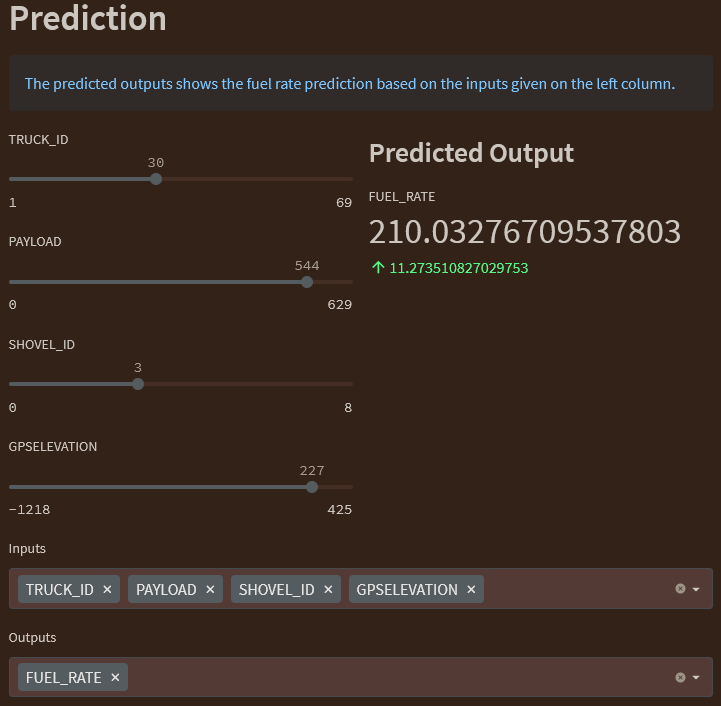 Prediction
The predicted outputs shows the fuel rate prediction based on the inputs given on the left column.
TRUCK_ID
30
1 69
PAYLOAD
544
0 629
SHOVEL_ID
3
0 8
GPSELEVATION
227
-1218 425
Predicted Output
FUEL_RATE
210.03276709537803
↑ 11.273510827029753
Inputs
TRUCK_ID × PAYLOAD × SHOVEL_ID × GPSELEVATION ×
Outputs
FUEL_RATE ×